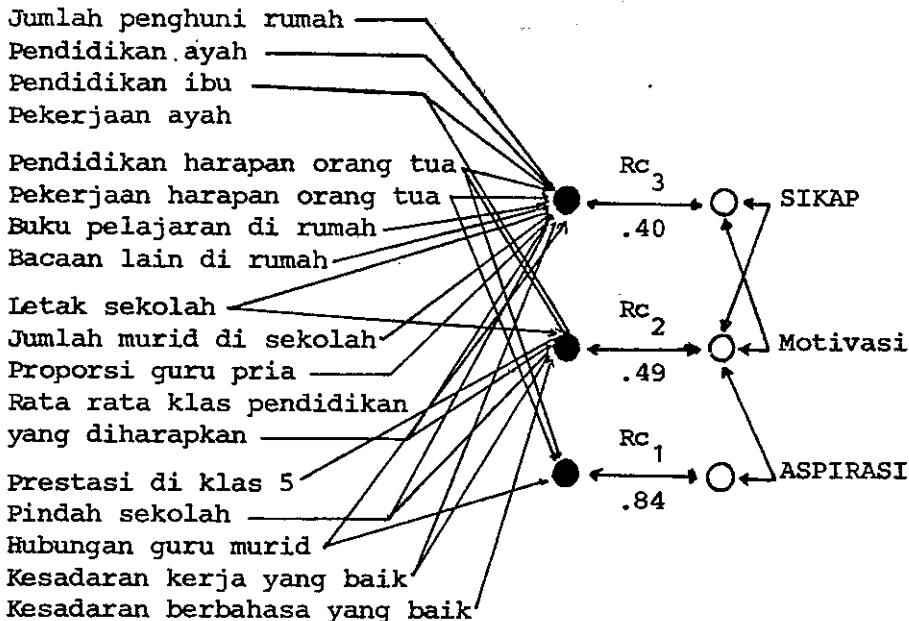 Jumlah penghuni rumah
Pendidikan ayah
Pendidikan ibu
Pekerjaan ayah
Pendidikan harapan orang tua
Pekerjaan harapan orang tua
Buku pelajaran di rumah
Bacaan lain di rumah
Letak sekolah
Jumlah murid di sekolah
Proporsi guru pria
Rata rata klas pendidikan
yang diharapkan
Prestasi di klas 5
Pindah sekolah
Hubungan guru murid
Kesadaran kerja yang baik
Kesadaran berbahasa yang baik
Rc3
.40
SIKAP
Rc2
.49
Motivasi
Rc1
.84
ASPIRASI